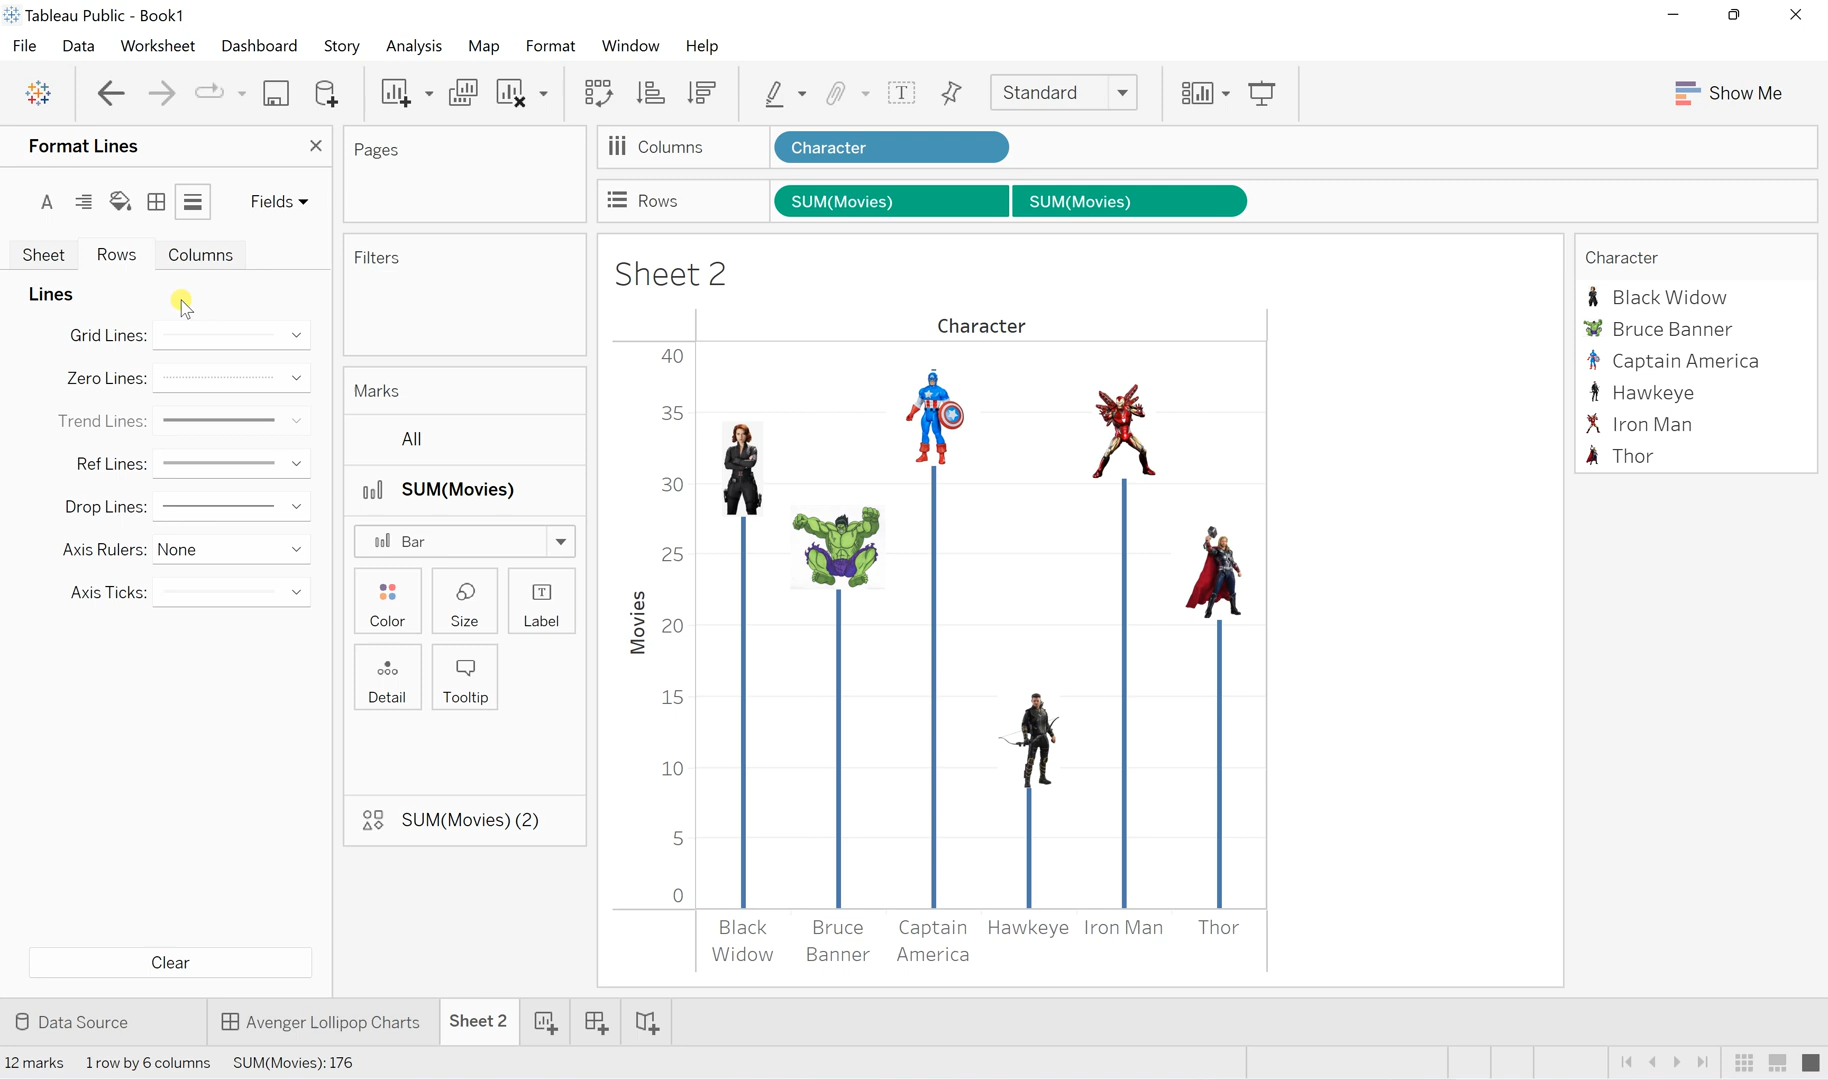 Tableau Public - Book1
File Data Worksheet Dashboard Story Analysis Map Format Window Help
Standard
Show Me
Format Lines
Fields
Sheet Rows Columns
Lines
Grid Lines:
Zero Lines:
Trend Lines:
Ref Lines:
Drop Lines:
Axis Rulers: None
Axis Ticks:
Clear
Pages
Filters
Marks
All
SUM(Movies)
Bar
Color Size Label
Detail Tooltip
SUM(Movies) (2)
Columns Character
Rows SUM(Movies) SUM(Movies)
Sheet 2
Character
40
35
30
25
20
15
10
5
0
Movies
Black Widow
Bruce Banner
Captain America
Hawkeye
Iron Man
Thor
Character
Black Widow
Bruce Banner
Captain America
Hawkeye
Iron Man
Thor
Data Source Avenger Lollipop Charts Sheet 2
12 marks 1 row by 6 columns SUM(Movies): 176